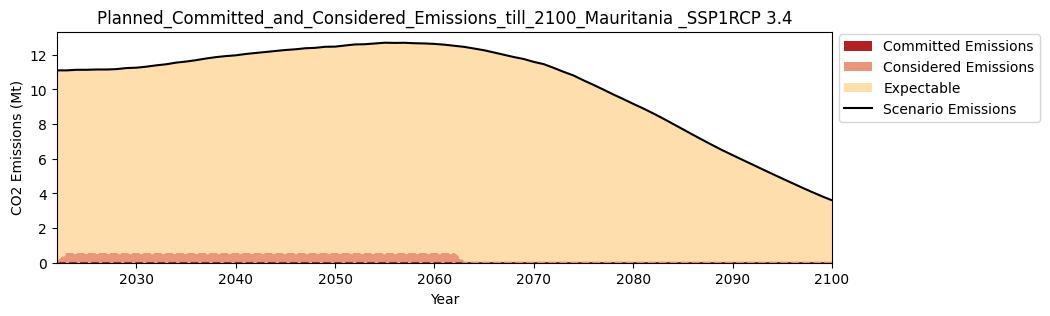 Planned_Committed_and_Considered_Emissions_till_2100_Mauritania _SSP1RCP 3.4
Committed Emissions
Considered Emissions
Expectable
Scenario Emissions
CO2 Emissions (Mt)
12
10
8
6
4
2
0
2030
2040
2050
2060
2070
2080
2090
2100
Year